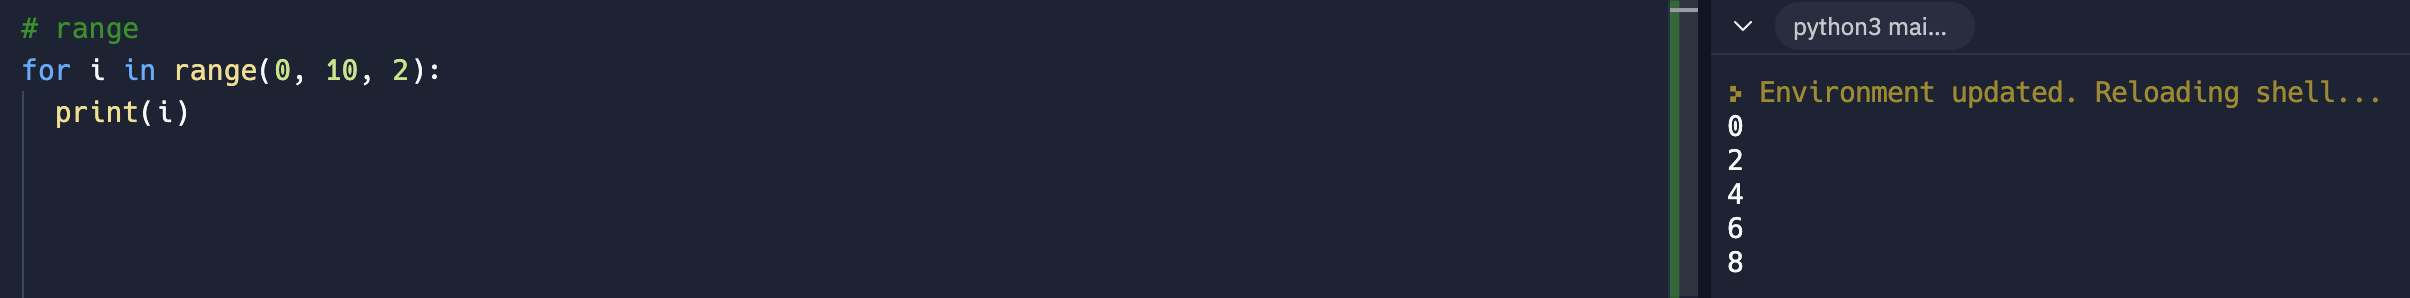 # range
for i in range(0, 10, 2):
  print(i)
python3 mai...
Environment updated. Reloading shell...
0
2
4
6
8